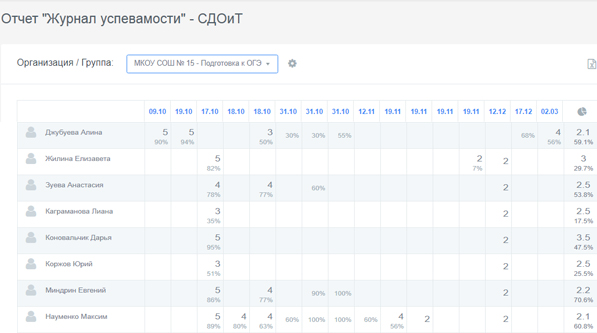 Отчет "Журнал успеваемости" - СДОиТ
Организация / Группа: МКОУ СОШ № 15 - Подготовка к ОГЭ
09.10 19.10 17.10 18.10 18.10 31.10 31.10 31.10 12.11 19.11 19.11 19.11 12.12 17.12 02.03
Джубуева Алина 5 5 3 4 2.1
90% 94% 50% 30% 30% 55% 68% 56% 59.1%
Жилина Елизавета 5 2 2 3
82% 7% 29.7%
Зуева Анастасия 4 4 2 2.5
78% 77% 60% 53.8%
Каграманова Лиана 3 2 2.5
35% 17.5%
Коновальчик Дарья 5 2 3.5
95% 47.5%
Коржов Юрий 3 2 2.5
51% 25.5%
Миндрин Евгений 5 4 2 2.2
86% 77% 90% 100% 70.6%
Науменко Максим 5 4 4 4 2 2 2.1
89% 80% 63% 60% 100% 100% 60% 56% 60.8%